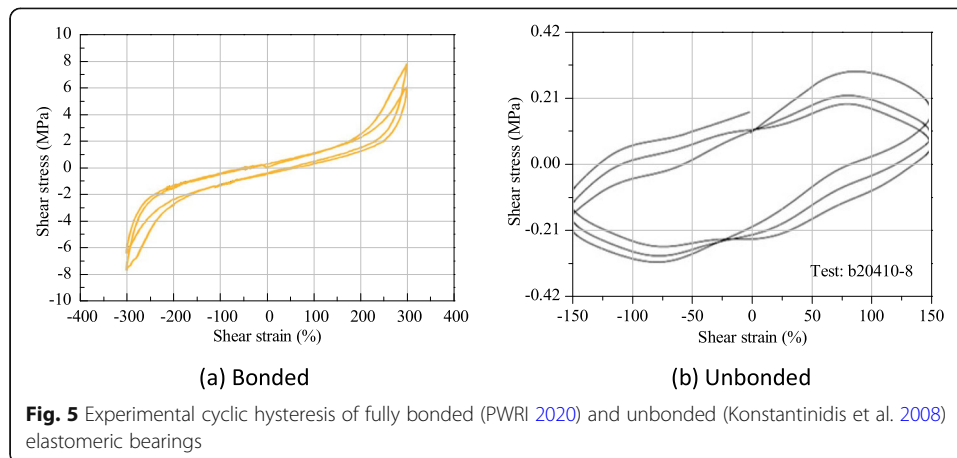 10
8
6
4
2
0
-2
-4
-6
-8
10
-400 -300 -200 -100 0 100 200 300 400
Shear stress (MPa)
Shear strain (%)
(a) Bonded
0.42
0.21
0.00
-0.21
-0.42
-150 -100 -50 0 50 100 150
Shear stress (MPa)
Shear strain (%)
Test: b20410-8
(b) Unbonded
Fig. 5 Experimental cyclic hysteresis of fully bonded (PWRI 2020) and unbonded (Konstantinidis et al. 2008)
elastomeric bearings